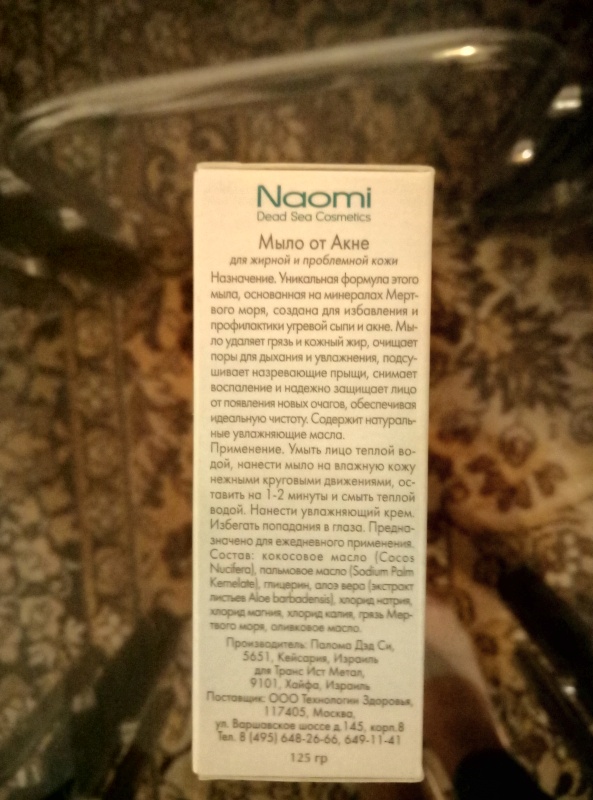 Naomi
Dead Sea Cosmetics
Мыло от Акне
для жирной и проблемной кожи
Назначение. Уникальная формула этого
мыла, основанная на минералах Мерт-
вого моря, создана для избавления и
профилактики угревой сыпи и акне. Мы-
ло удаляет грязь и кожный жир, очищает
поры для дыхания и увлажнения, подсу-
шивает назревающие прыщи, снимает
воспаление и надежно защищает лицо
от появления новых очагов, обеспечивая
идеальную чистоту. Содержит натураль-
ные увлажняющие масла.
Применение. Умыть лицо теплой во-
дой, нанести мыло на влажную кожу
нежными круговыми движениями, ос-
тавить на 1-2 минуты и смыть теплой
водой. Нанести увлажняющий крем.
Избегать попадания в глаза. Предна-
значено для ежедневного применения.
Состав: кокосовое масло (Cocos
Nucifera), пальмовое масло (Sodium Palm
Kernelate), глицерин, алоэ вера (экстракт
листьев Aloe barbadensis), хлорид натрия,
хлорид магния, хлорид калия, грязь Мер-
твого моря, оливковое масло.
Производитель: Палома Дэд Си,
5651, Кейсария, Израиль
для Транс Ист Метал,
9101, Хайфа, Израиль
Поставщик: ООО Технологии Здоровья,
117405, Москва,
ул. Варшавское шоссе д.145, корп.8
Тел. 8 (495) 648-26-66, 649-11-41
125 гр